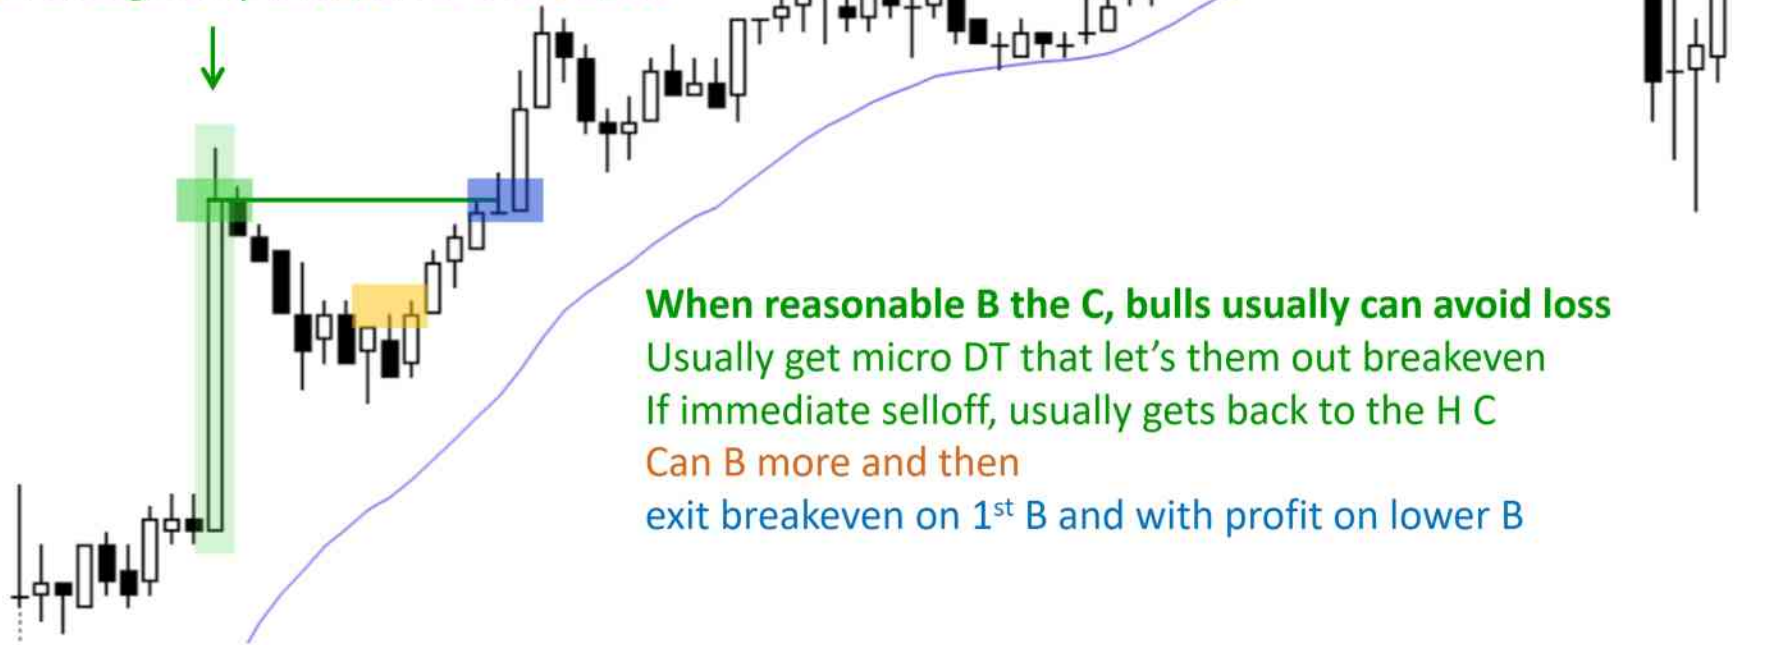 When reasonable B the C, bulls usually can avoid loss
Usually get micro DT that let's them out breakeven
If immediate selloff, usually gets back to the H C
Can B more and then
exit breakeven on 1st B and with profit on lower B